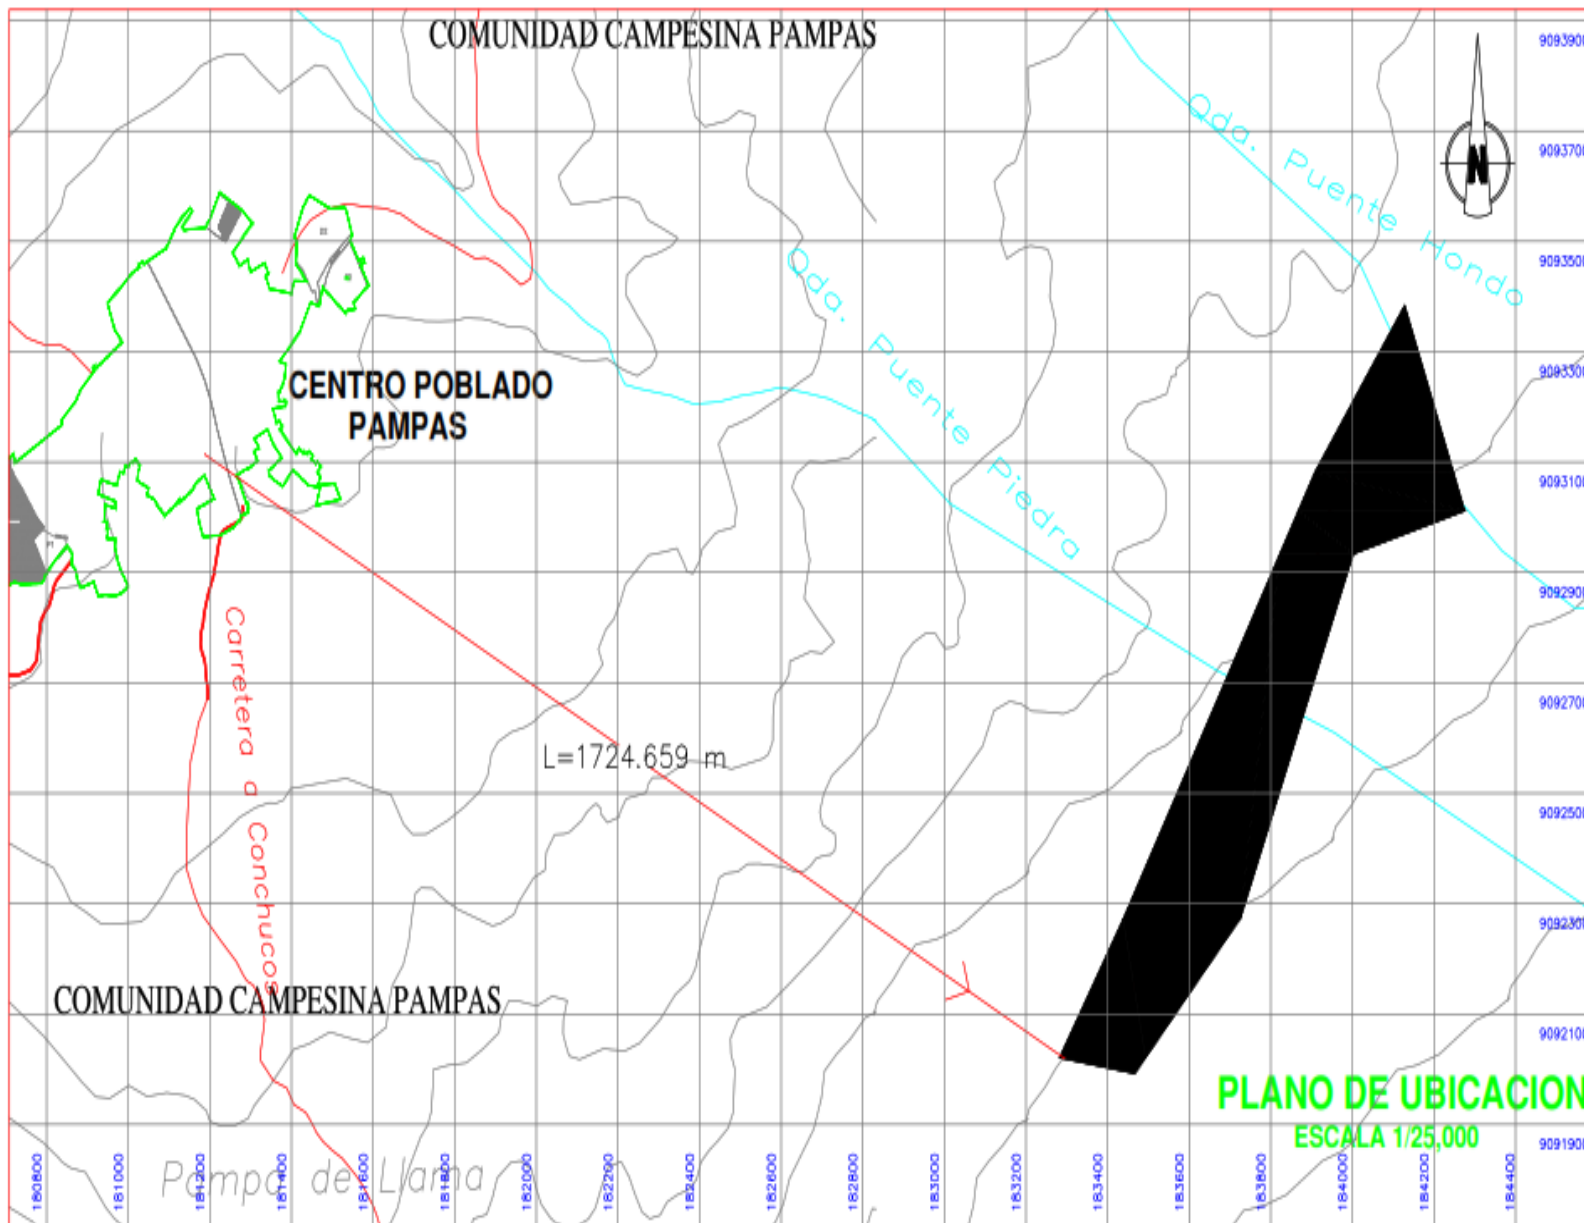 COMUNIDAD CAMPESINA PAMPAS
9093900
N
Qda. Puente Hondo
9093700
9093500
Qda. Puente Piedra
9093300
CENTRO POBLADO
PAMPAS
9093100
9092900
Carretera a Conchucos
9092700
L=1724.659 m
9092500
9092300
COMUNIDAD CAMPESINA PAMPAS
9092100
PLANO DE UBICACION
ESCALA 1/25,000
9091900
Pampa de Llama
180800
181000
181200
181400
181600
181800
182000
182200
182400
182600
182800
183000
183200
183400
183600
183800
184000
184200
184400